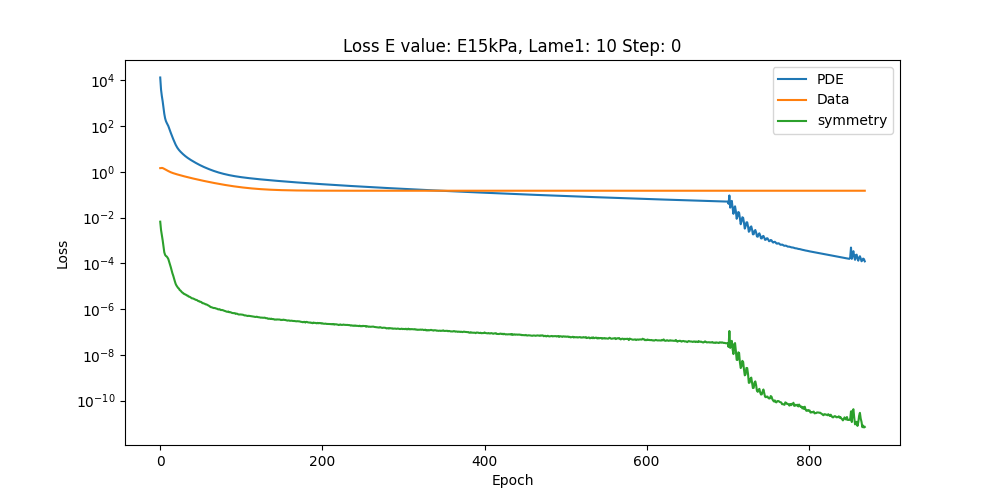 Loss E value: E15kPa, Lame1: 10 Step: 0
PDE
Data
symmetry
Loss
10^4
10^2
10^0
10^−2
10^−4
10^−6
10^−8
10^−10
0 200 400 600 800
Epoch